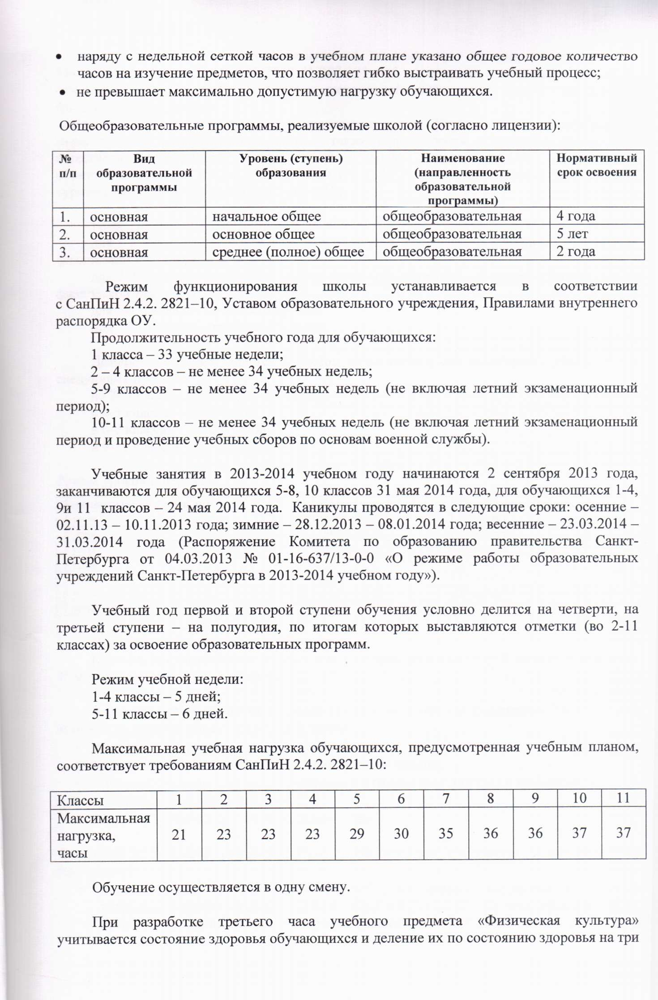 • наряду с недельной сеткой часов в учебном плане указано общее годовое количество
часов на изучение предметов, что позволяет гибко выстраивать учебный процесс;
• не превышает максимально допустимую нагрузку обучающихся.
Общеобразовательные программы, реализуемые школой (согласно лицензии):
№ п/п Вид образовательной программы Уровень (ступень) образования Наименование (направленность образовательной программы) Нормативный срок освоения
1. основная начальное общее общеобразовательная 4 года
2. основная основное общее общеобразовательная 5 лет
3. основная среднее (полное) общее общеобразовательная 2 года
Режим функционирования школы устанавливается в соответствии
с СанПиН 2.4.2. 2821–10, Уставом образовательного учреждения, Правилами внутреннего
распорядка ОУ.
Продолжительность учебного года для обучающихся:
1 класса – 33 учебные недели;
2 – 4 классов – не менее 34 учебных недель;
5-9 классов – не менее 34 учебных недель (не включая летний экзаменационный
период);
10-11 классов – не менее 34 учебных недель (не включая летний экзаменационный
период и проведение учебных сборов по основам военной службы).
Учебные занятия в 2013-2014 учебном году начинаются 2 сентября 2013 года,
заканчиваются для обучающихся 5-8, 10 классов 31 мая 2014 года, для обучающихся 1-4,
9и 11 классов – 24 мая 2014 года. Каникулы проводятся в следующие сроки: осенние –
02.11.13 – 10.11.2013 года; зимние – 28.12.2013 – 08.01.2014 года; весенние – 23.03.2014 –
31.03.2014 года (Распоряжение Комитета по образованию правительства Санкт-
Петербурга от 04.03.2013 № 01-16-637/13-0-0 «О режиме работы образовательных
учреждений Санкт-Петербурга в 2013-2014 учебном году»).
Учебный год первой и второй ступени обучения условно делится на четверти, на
третьей ступени – на полугодия, по итогам которых выставляются отметки (во 2-11
классах) за освоение образовательных программ.
Режим учебной недели:
1-4 классы – 5 дней;
5-11 классы – 6 дней.
Максимальная учебная нагрузка обучающихся, предусмотренная учебным планом,
соответствует требованиям СанПиН 2.4.2. 2821–10:
Классы 1 2 3 4 5 6 7 8 9 10 11
Максимальная нагрузка, часы 21 23 23 23 29 30 35 36 36 37 37
Обучение осуществляется в одну смену.
При разработке третьего часа учебного предмета «Физическая культура»
учитывается состояние здоровья обучающихся и деление их по состоянию здоровья на три